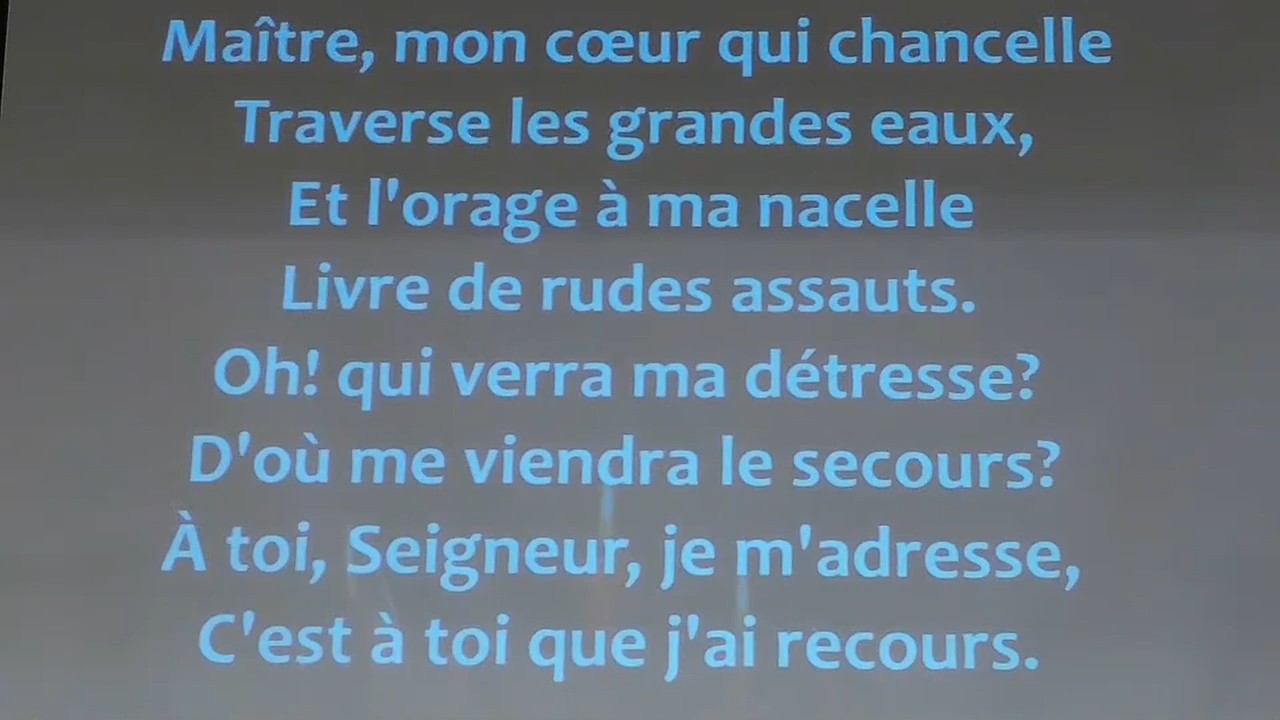 Maître, mon cœur qui chancelle
Traverse les grandes eaux,
Et l'orage à ma nacelle
Livre de rudes assauts.
Oh! qui verra ma détresse?
D'où me viendra le secours?
À toi, Seigneur, je m'adresse,
C'est à toi que j'ai recours.